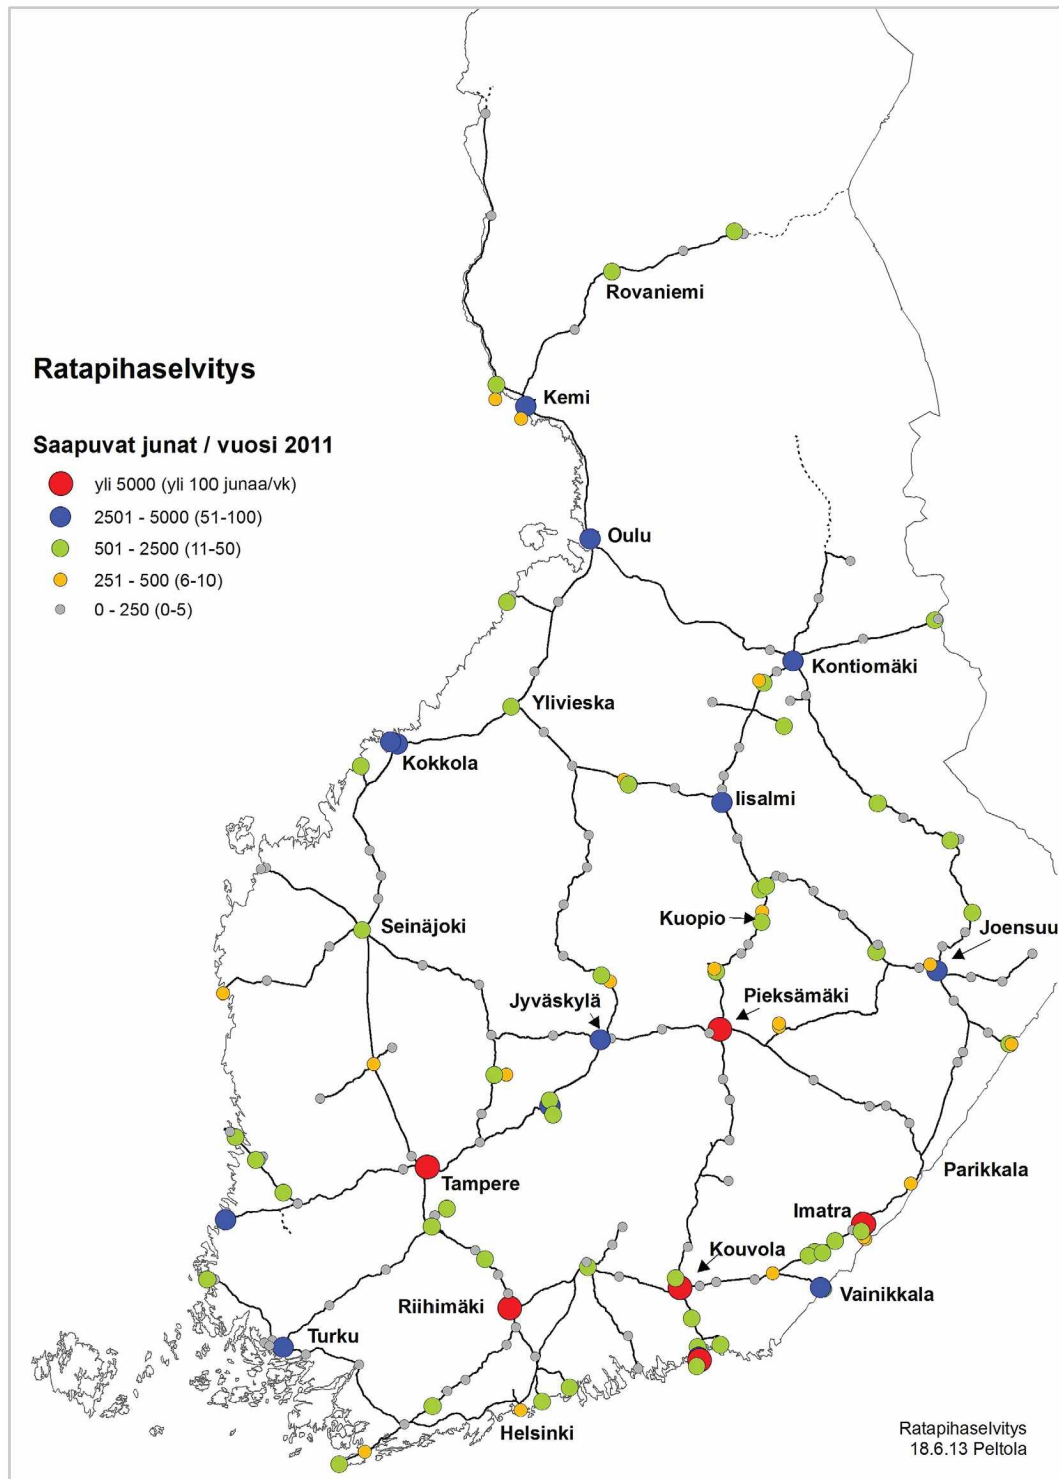 Rovaniemi
Ratapihaselvitys
Kemi
Saapuvat junat / vuosi 2011
yli 5000 (yli 100 junaa/vk)
2501 - 5000 (51-100)
501 - 2500 (11-50)
251 - 500 (6-10)
0 - 250 (0-5)
Oulu
Kontiomäki
Ylivieska
Kokkola
Iisalmi
Kuopio
Seinäjoki
Joensuu
Jyväskylä
Pieksämäki
Parikkala
Tampere
Imatra
Kouvola
Riihimäki
Vainikkala
Turku
Helsinki
Ratapihaselvitys
18.6.13 Peltola